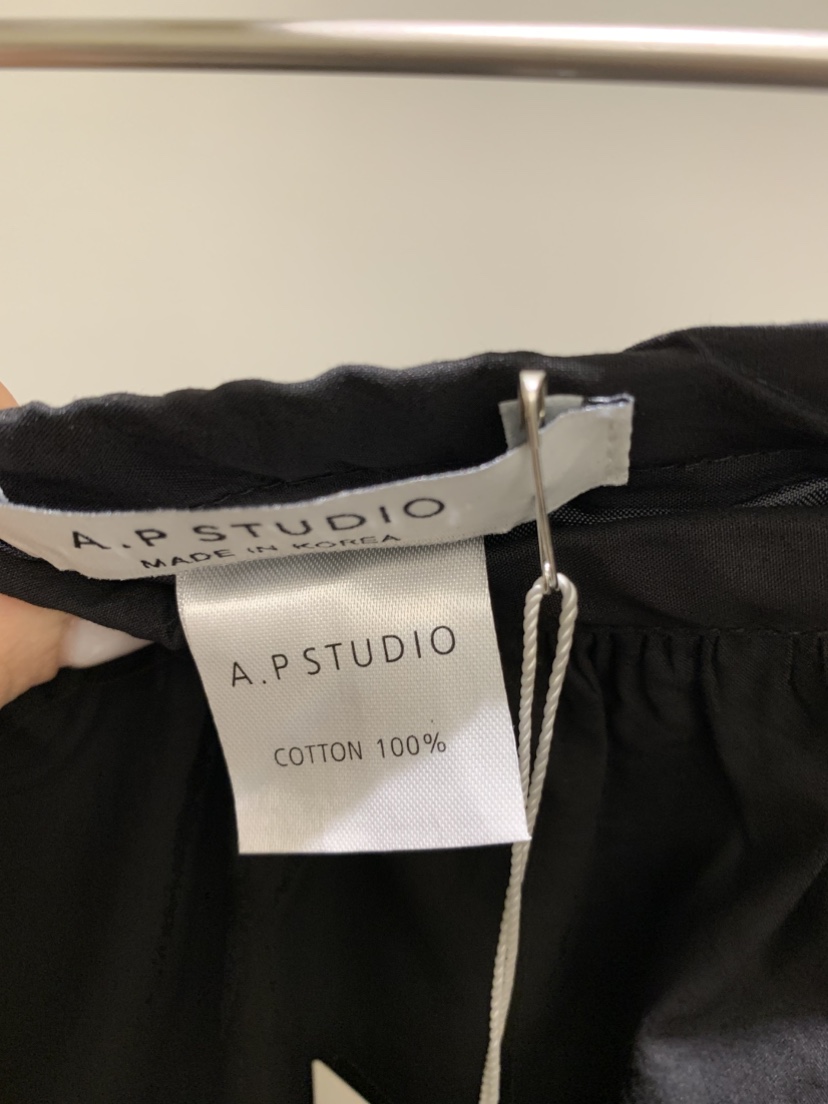 A.P STUDIO
MADE IN KOREA
A.P STUDIO
COTTON 100%